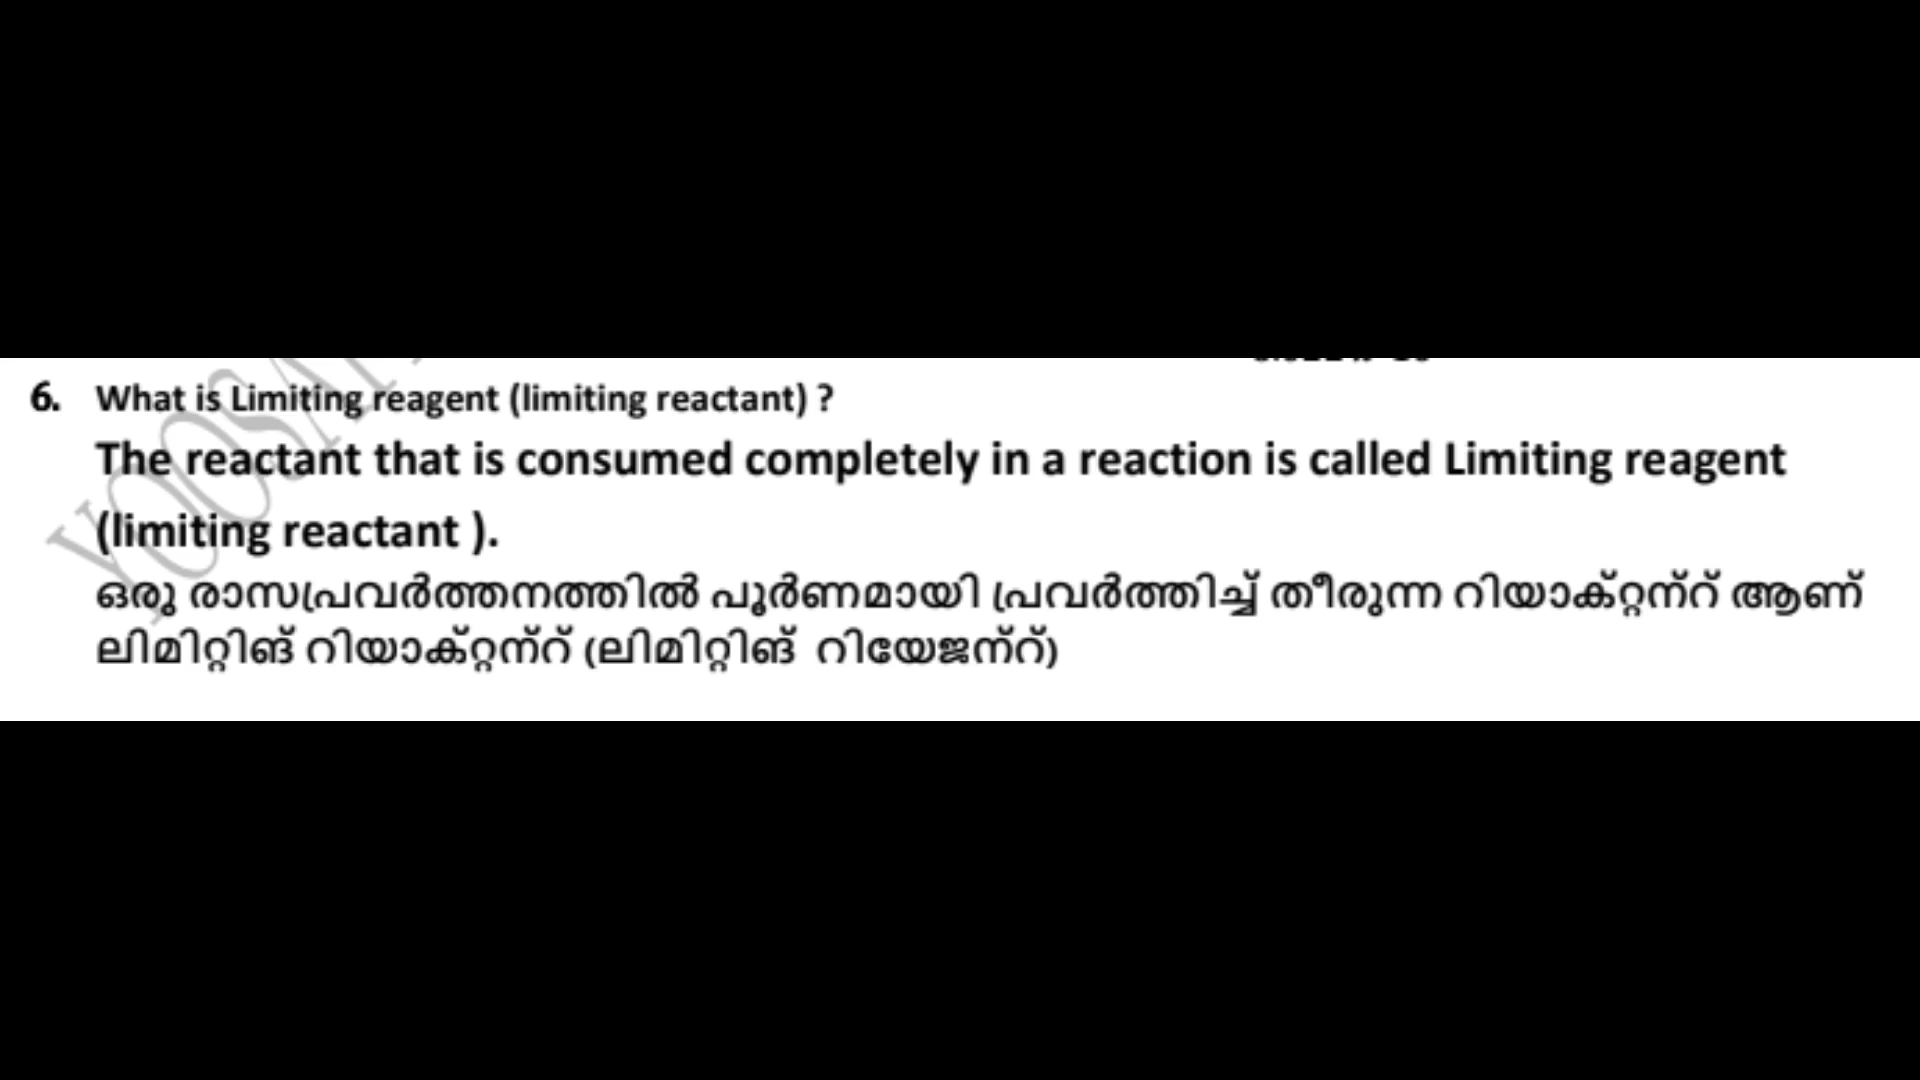 6. What is Limiting reagent (limiting reactant) ?
The reactant that is consumed completely in a reaction is called Limiting reagent
(limiting reactant ).
ഒരു രാസപ്രവർത്തനത്തിൽ പൂർണമായി പ്രവർത്തിച്ച് തീരുന്ന റിയാക്റ്റന്റ് ആണ്
ലിമിറ്റിങ് റിയാക്റ്റന്റ് (ലിമിറ്റിങ് റിയേജന്റ്)